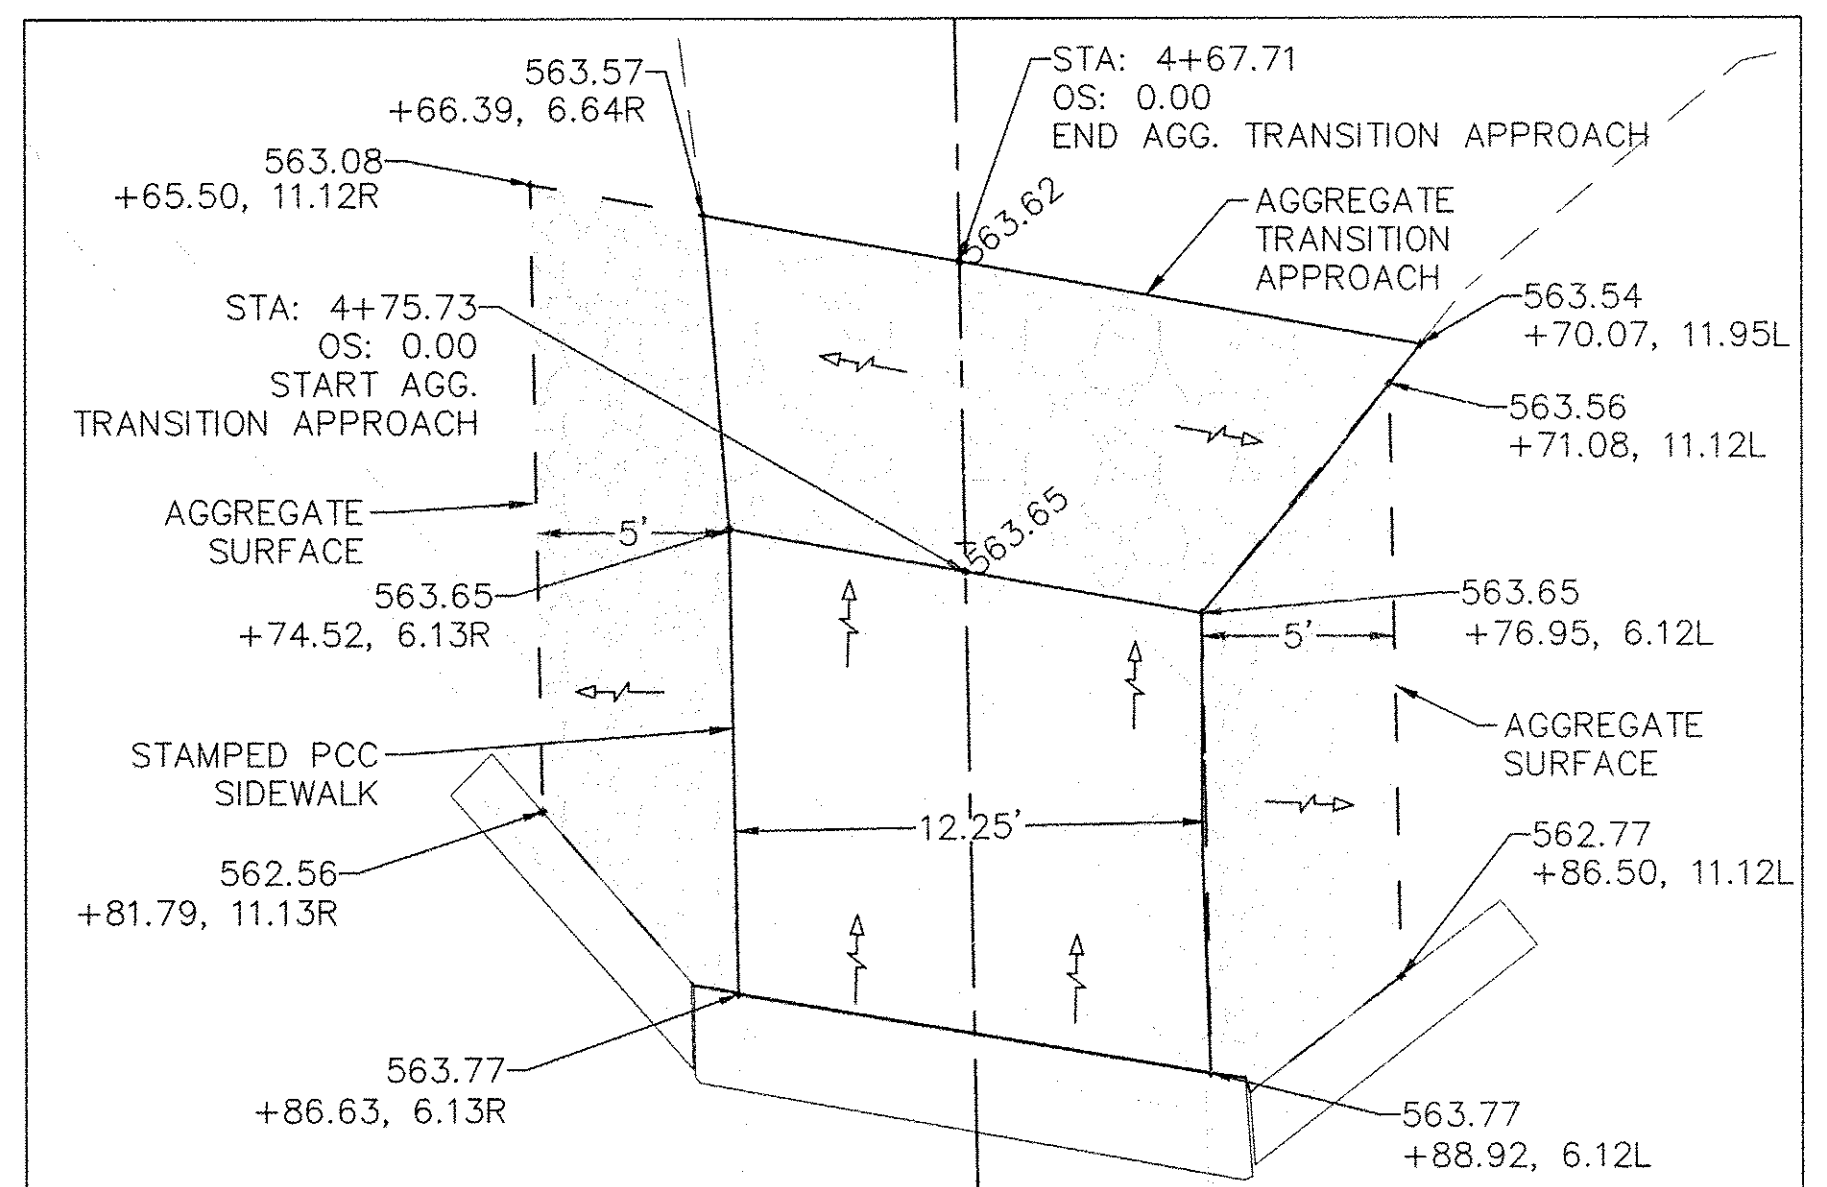 563.57
+66.39, 6.64R
STA: 4+67.71
OS: 0.00
END AGG. TRANSITION APPROACH
563.08
+65.50, 11.12R
563.62
AGGREGATE
TRANSITION
APPROACH
STA: 4+75.73
OS: 0.00
START AGG.
TRANSITION APPROACH
563.54
+70.07, 11.95L
563.56
+71.08, 11.12L
AGGREGATE
SURFACE
5'
563.65
563.65
+74.52, 6.13R
563.65
+76.95, 6.12L
5'
STAMPED PCC
SIDEWALK
AGGREGATE
SURFACE
12.25'
562.56
+81.79, 11.13R
562.77
+86.50, 11.12L
563.77
+86.63, 6.13R
563.77
+88.92, 6.12L